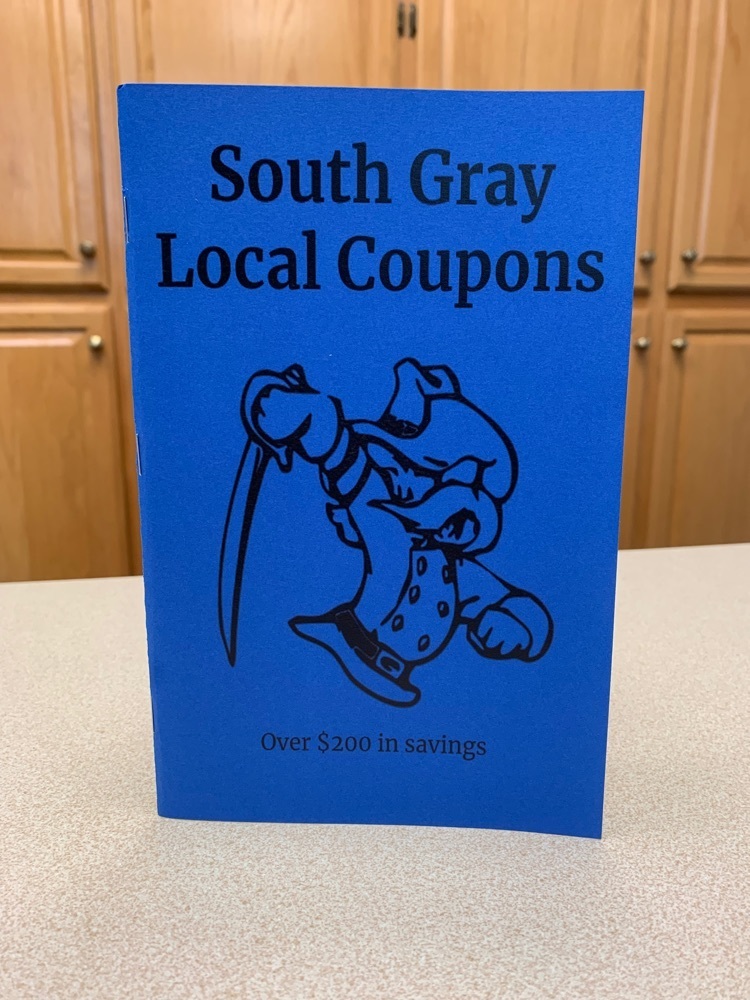 South Gray
Local Coupons
Over $200 in savings